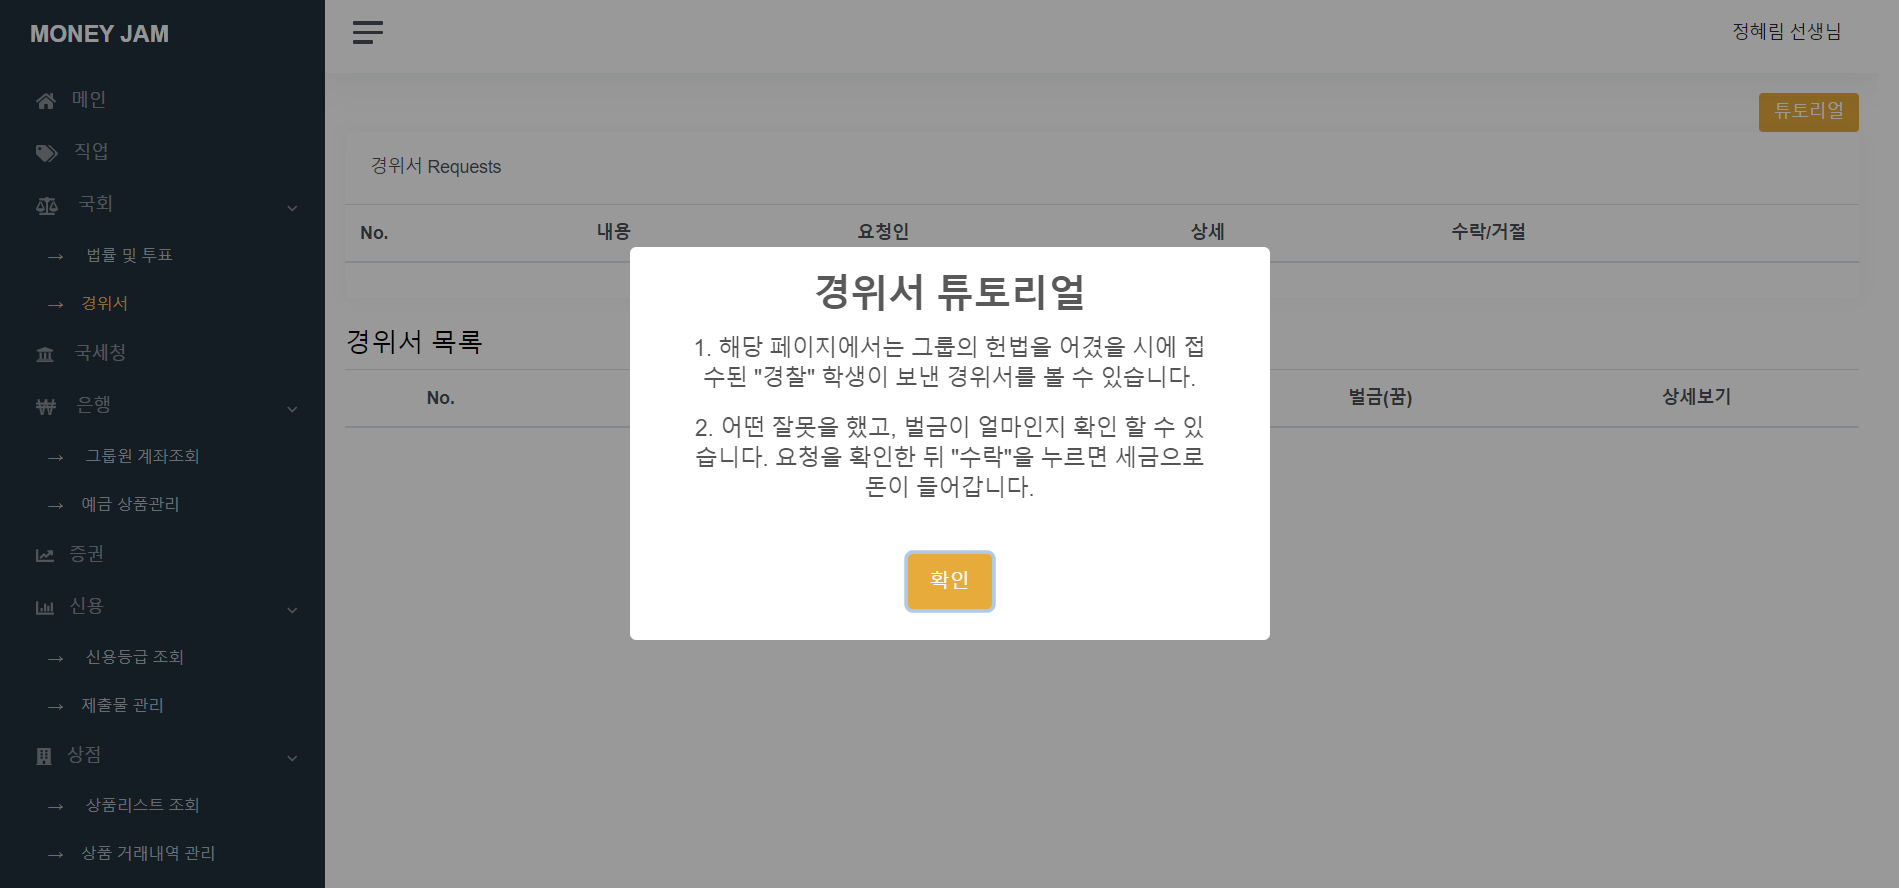 MONEY JAM
메인
직업
국회
→ 법률 및 투표
→ 경위서
국세청
은행
→ 그룹원 계좌조회
→ 예금 상품관리
증권
신용
→ 신용등급 조회
→ 제출물 관리
상점
→ 상품리스트 조회
→ 상품 거래내역 관리
정혜림 선생님
튜토리얼
경위서 Requests
No. 내용 요청인 상세 수락/거절
경위서 목록
No. 벌금(꿈) 상세보기
경위서 튜토리얼
1. 해당 페이지에서는 그룹의 헌법을 어겼을 시에 접
수된 "경찰" 학생이 보낸 경위서를 볼 수 있습니다.
2. 어떤 잘못을 했고, 벌금이 얼마인지 확인 할 수 있
습니다. 요청을 확인한 뒤 "수락"을 누르면 세금으로
돈이 들어갑니다.
확인